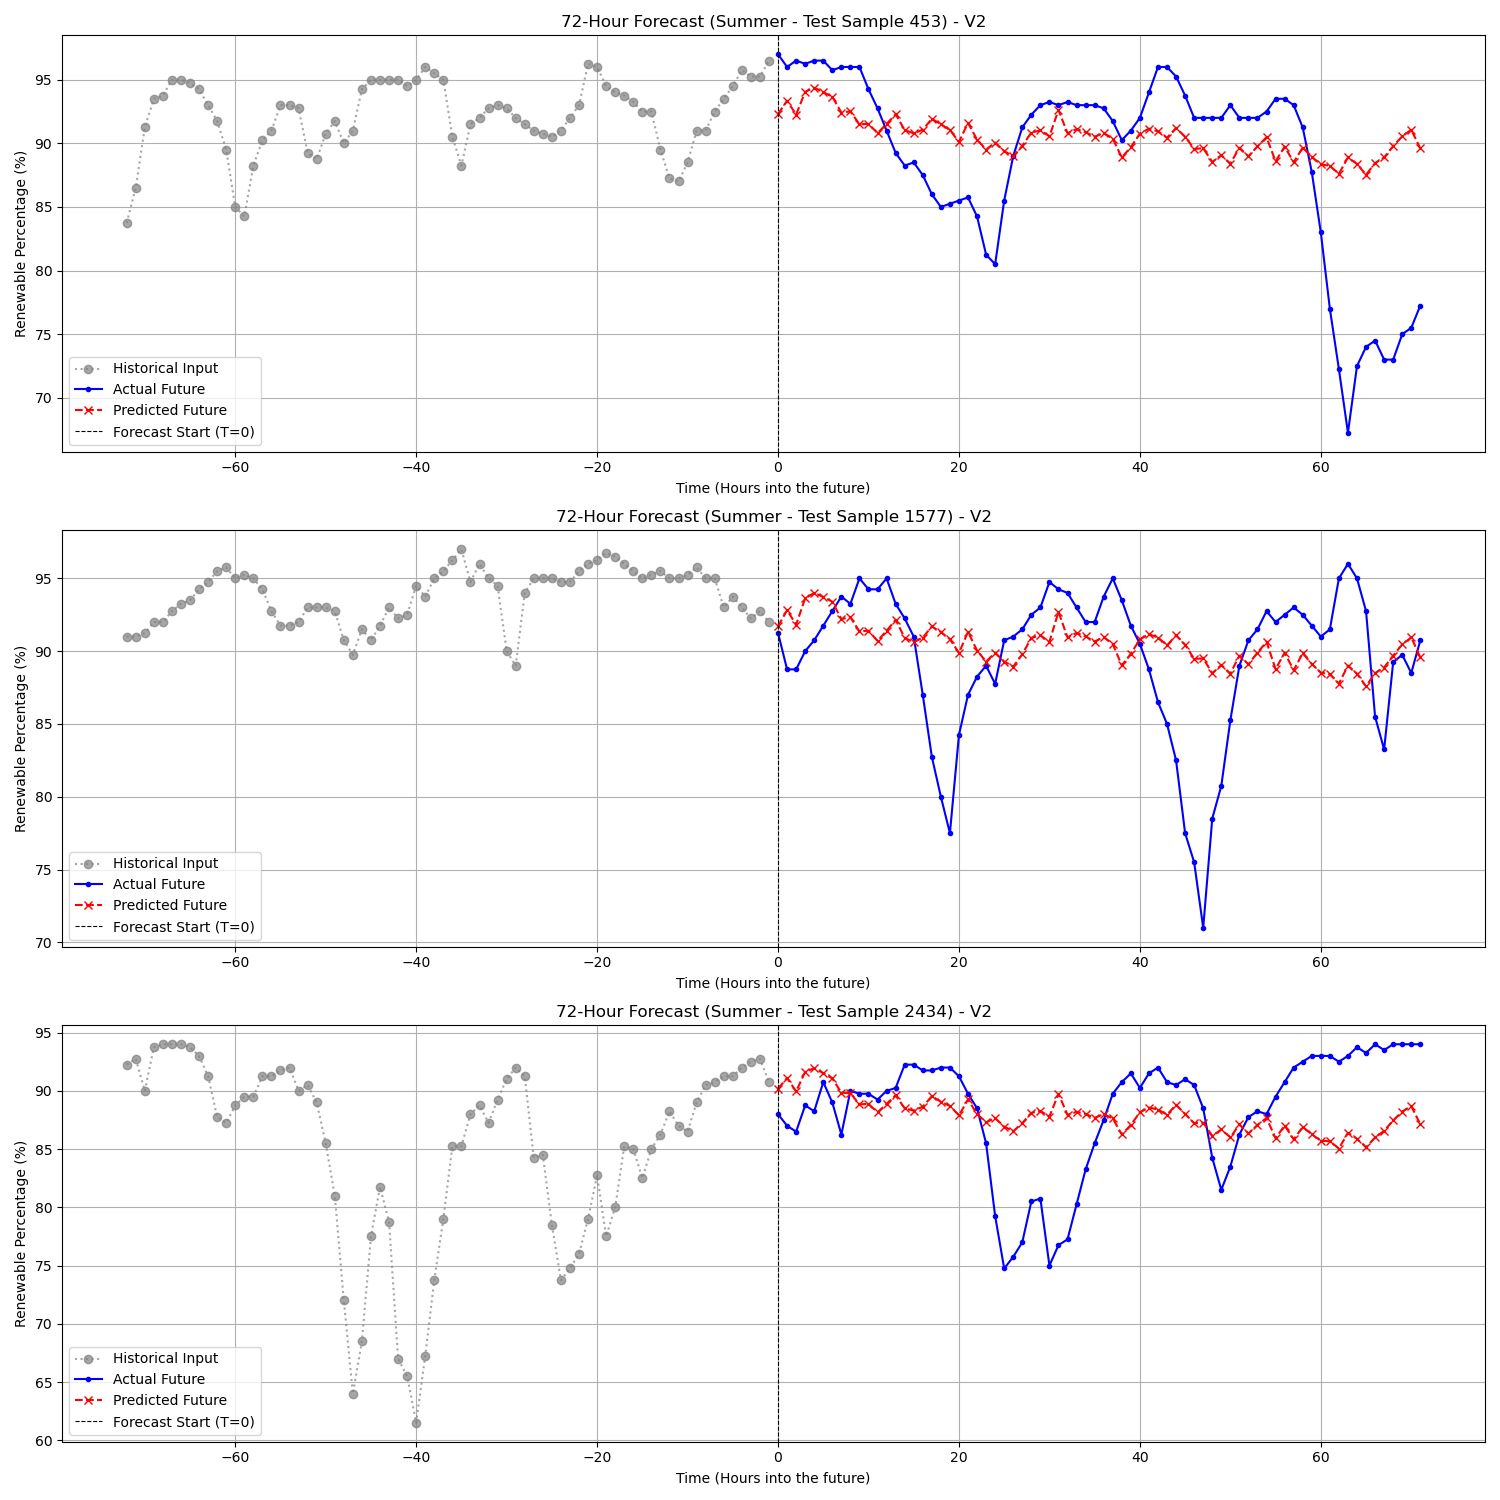 72-Hour Forecast (Summer - Test Sample 453) - V2
Renewable Percentage (%)
95
90
85
80
75
70
Historical Input
Actual Future
Predicted Future
Forecast Start (T=0)
−60 −40 −20 0 20 40 60
Time (Hours into the future)
72-Hour Forecast (Summer - Test Sample 1577) - V2
Renewable Percentage (%)
95
90
85
80
75
70
Historical Input
Actual Future
Predicted Future
Forecast Start (T=0)
−60 −40 −20 0 20 40 60
Time (Hours into the future)
72-Hour Forecast (Summer - Test Sample 2434) - V2
Renewable Percentage (%)
95
90
85
80
75
70
65
60
Historical Input
Actual Future
Predicted Future
Forecast Start (T=0)
−60 −40 −20 0 20 40 60
Time (Hours into the future)